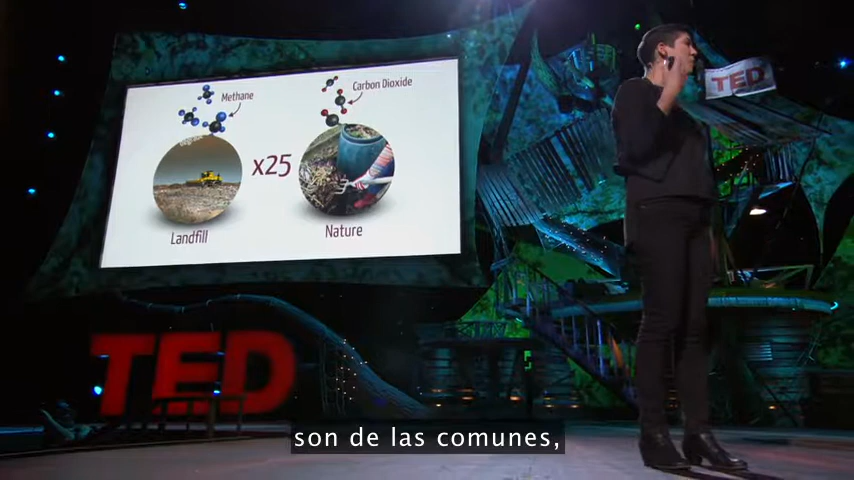 Methane
Carbon Dioxide
x25
Landfill
Nature
TED
TED
son de las comunes,